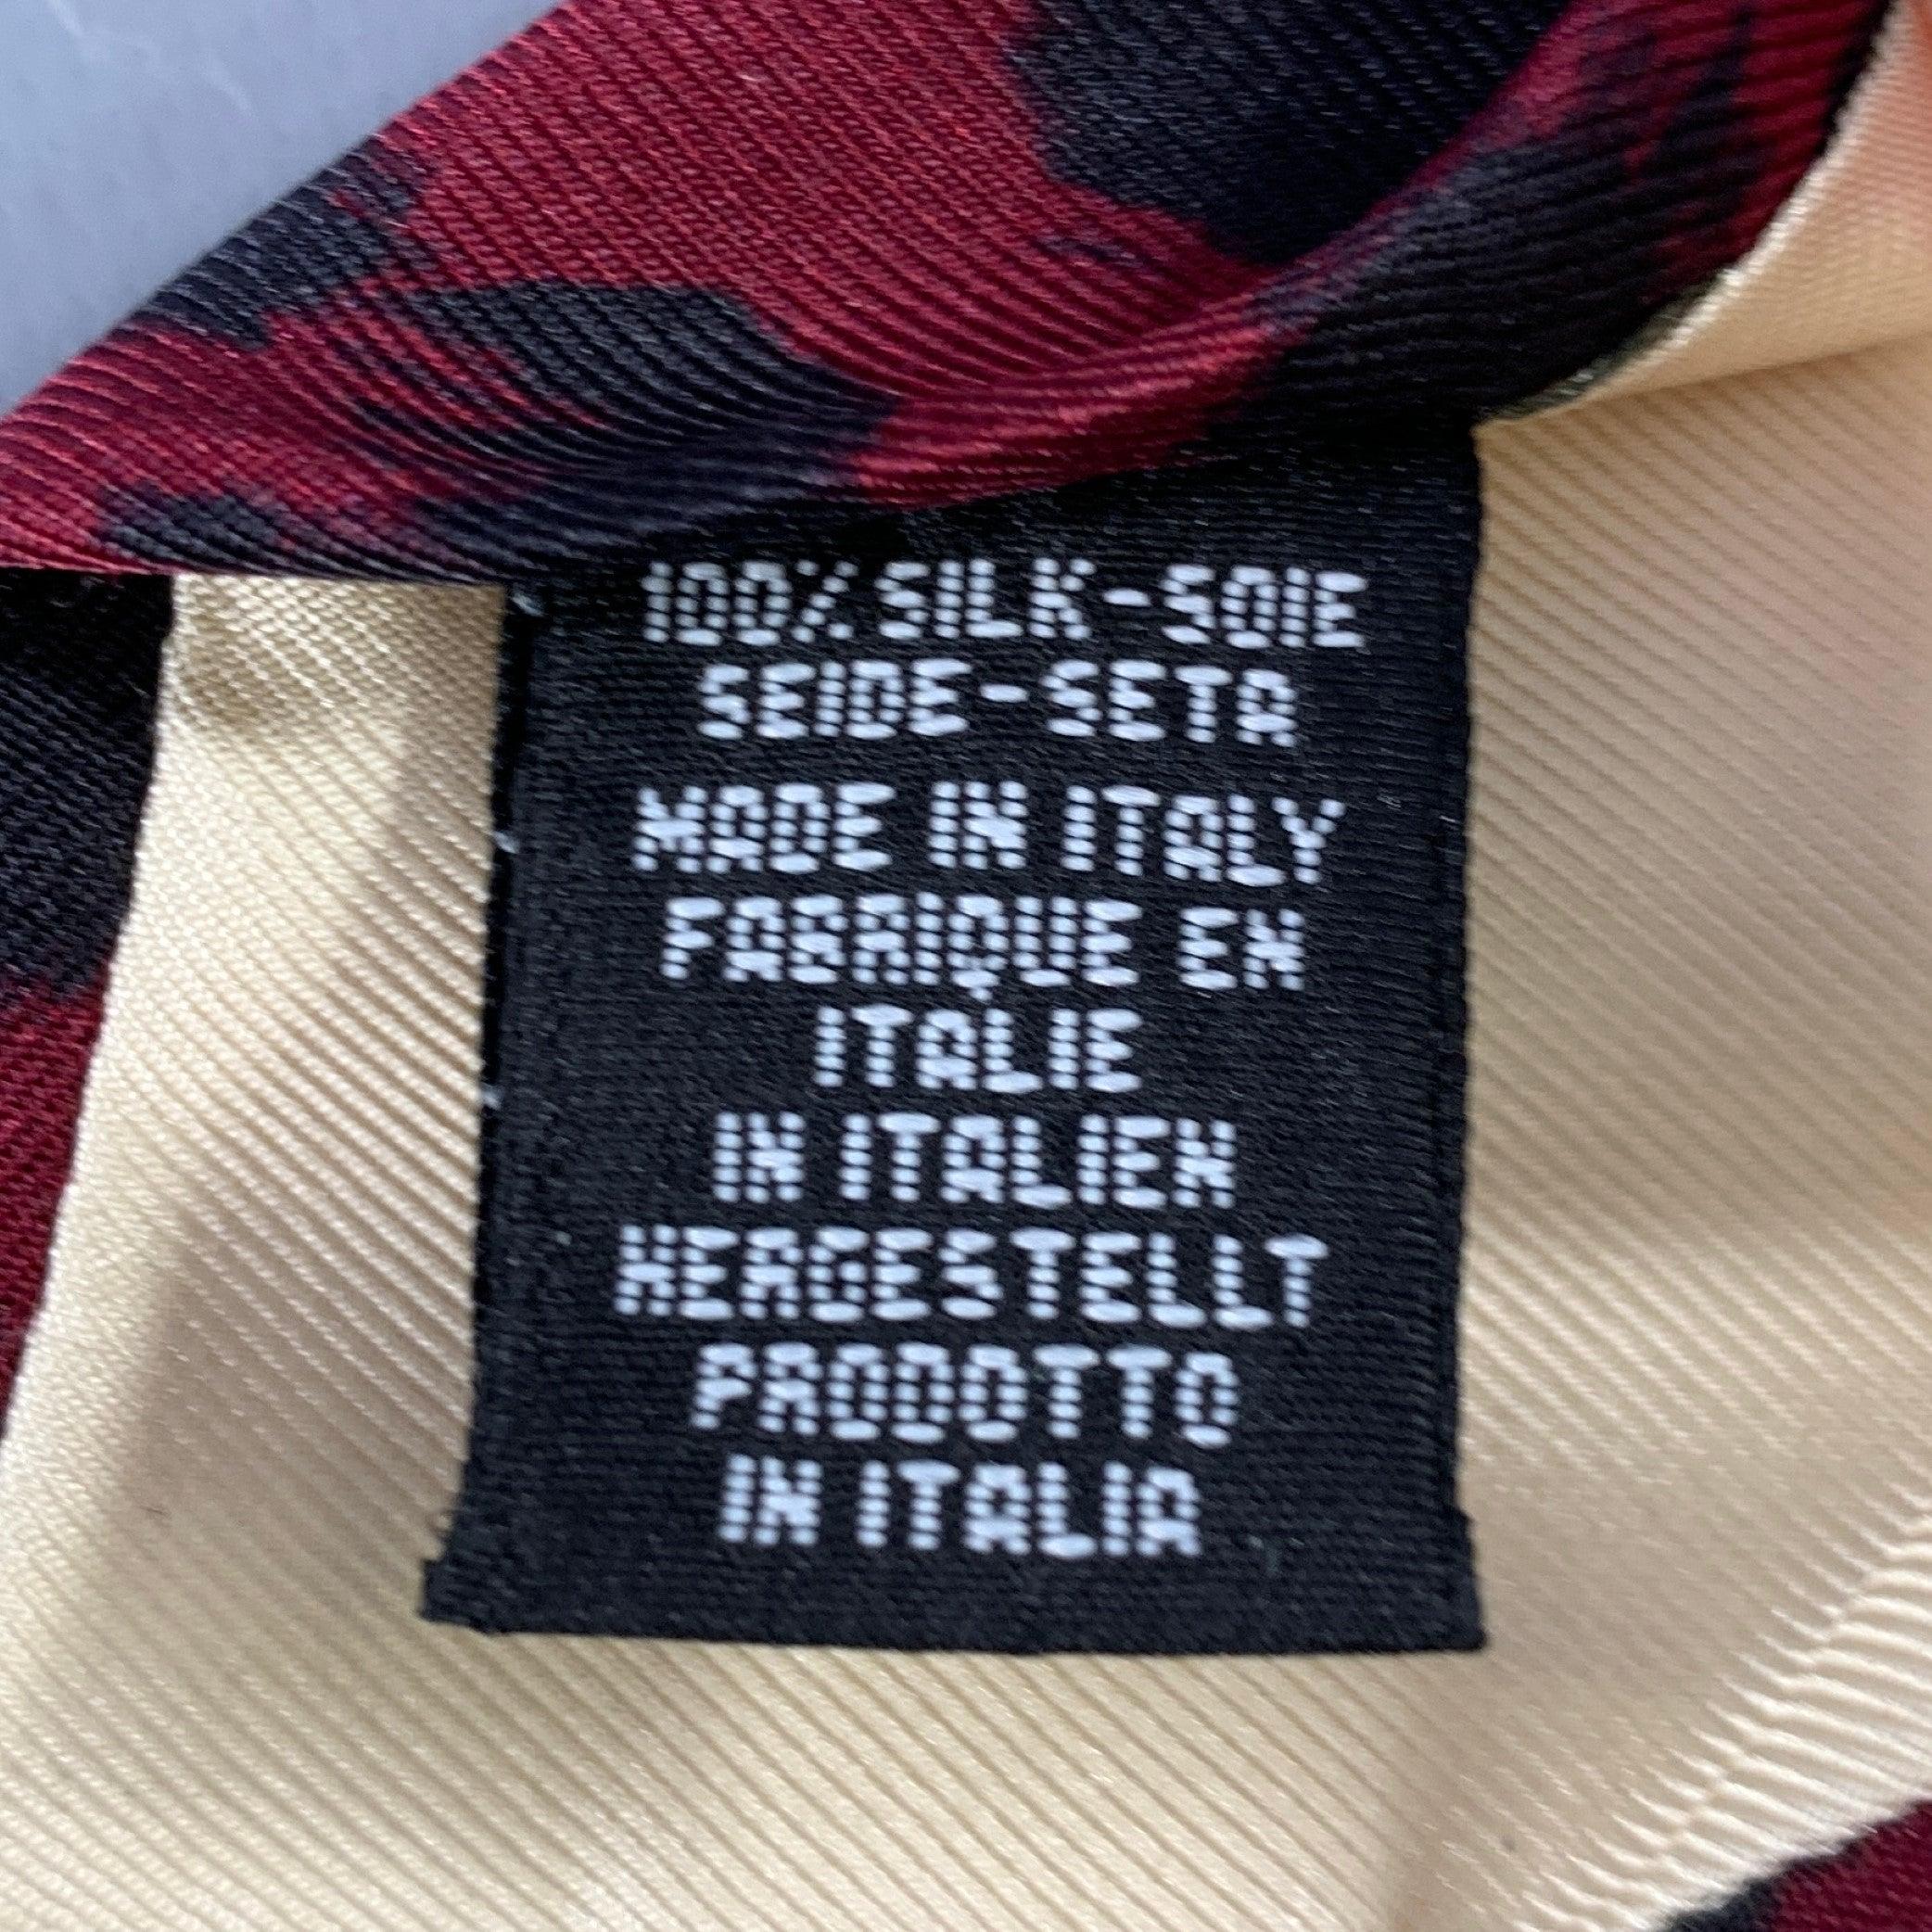 100% SILK-SOIE
SEIDE-SETA
MADE IN ITALY
FABRIQUE EN
ITALIE
IN ITALIEN
HERGESTELLT
PRODOTTO
IN ITALIA